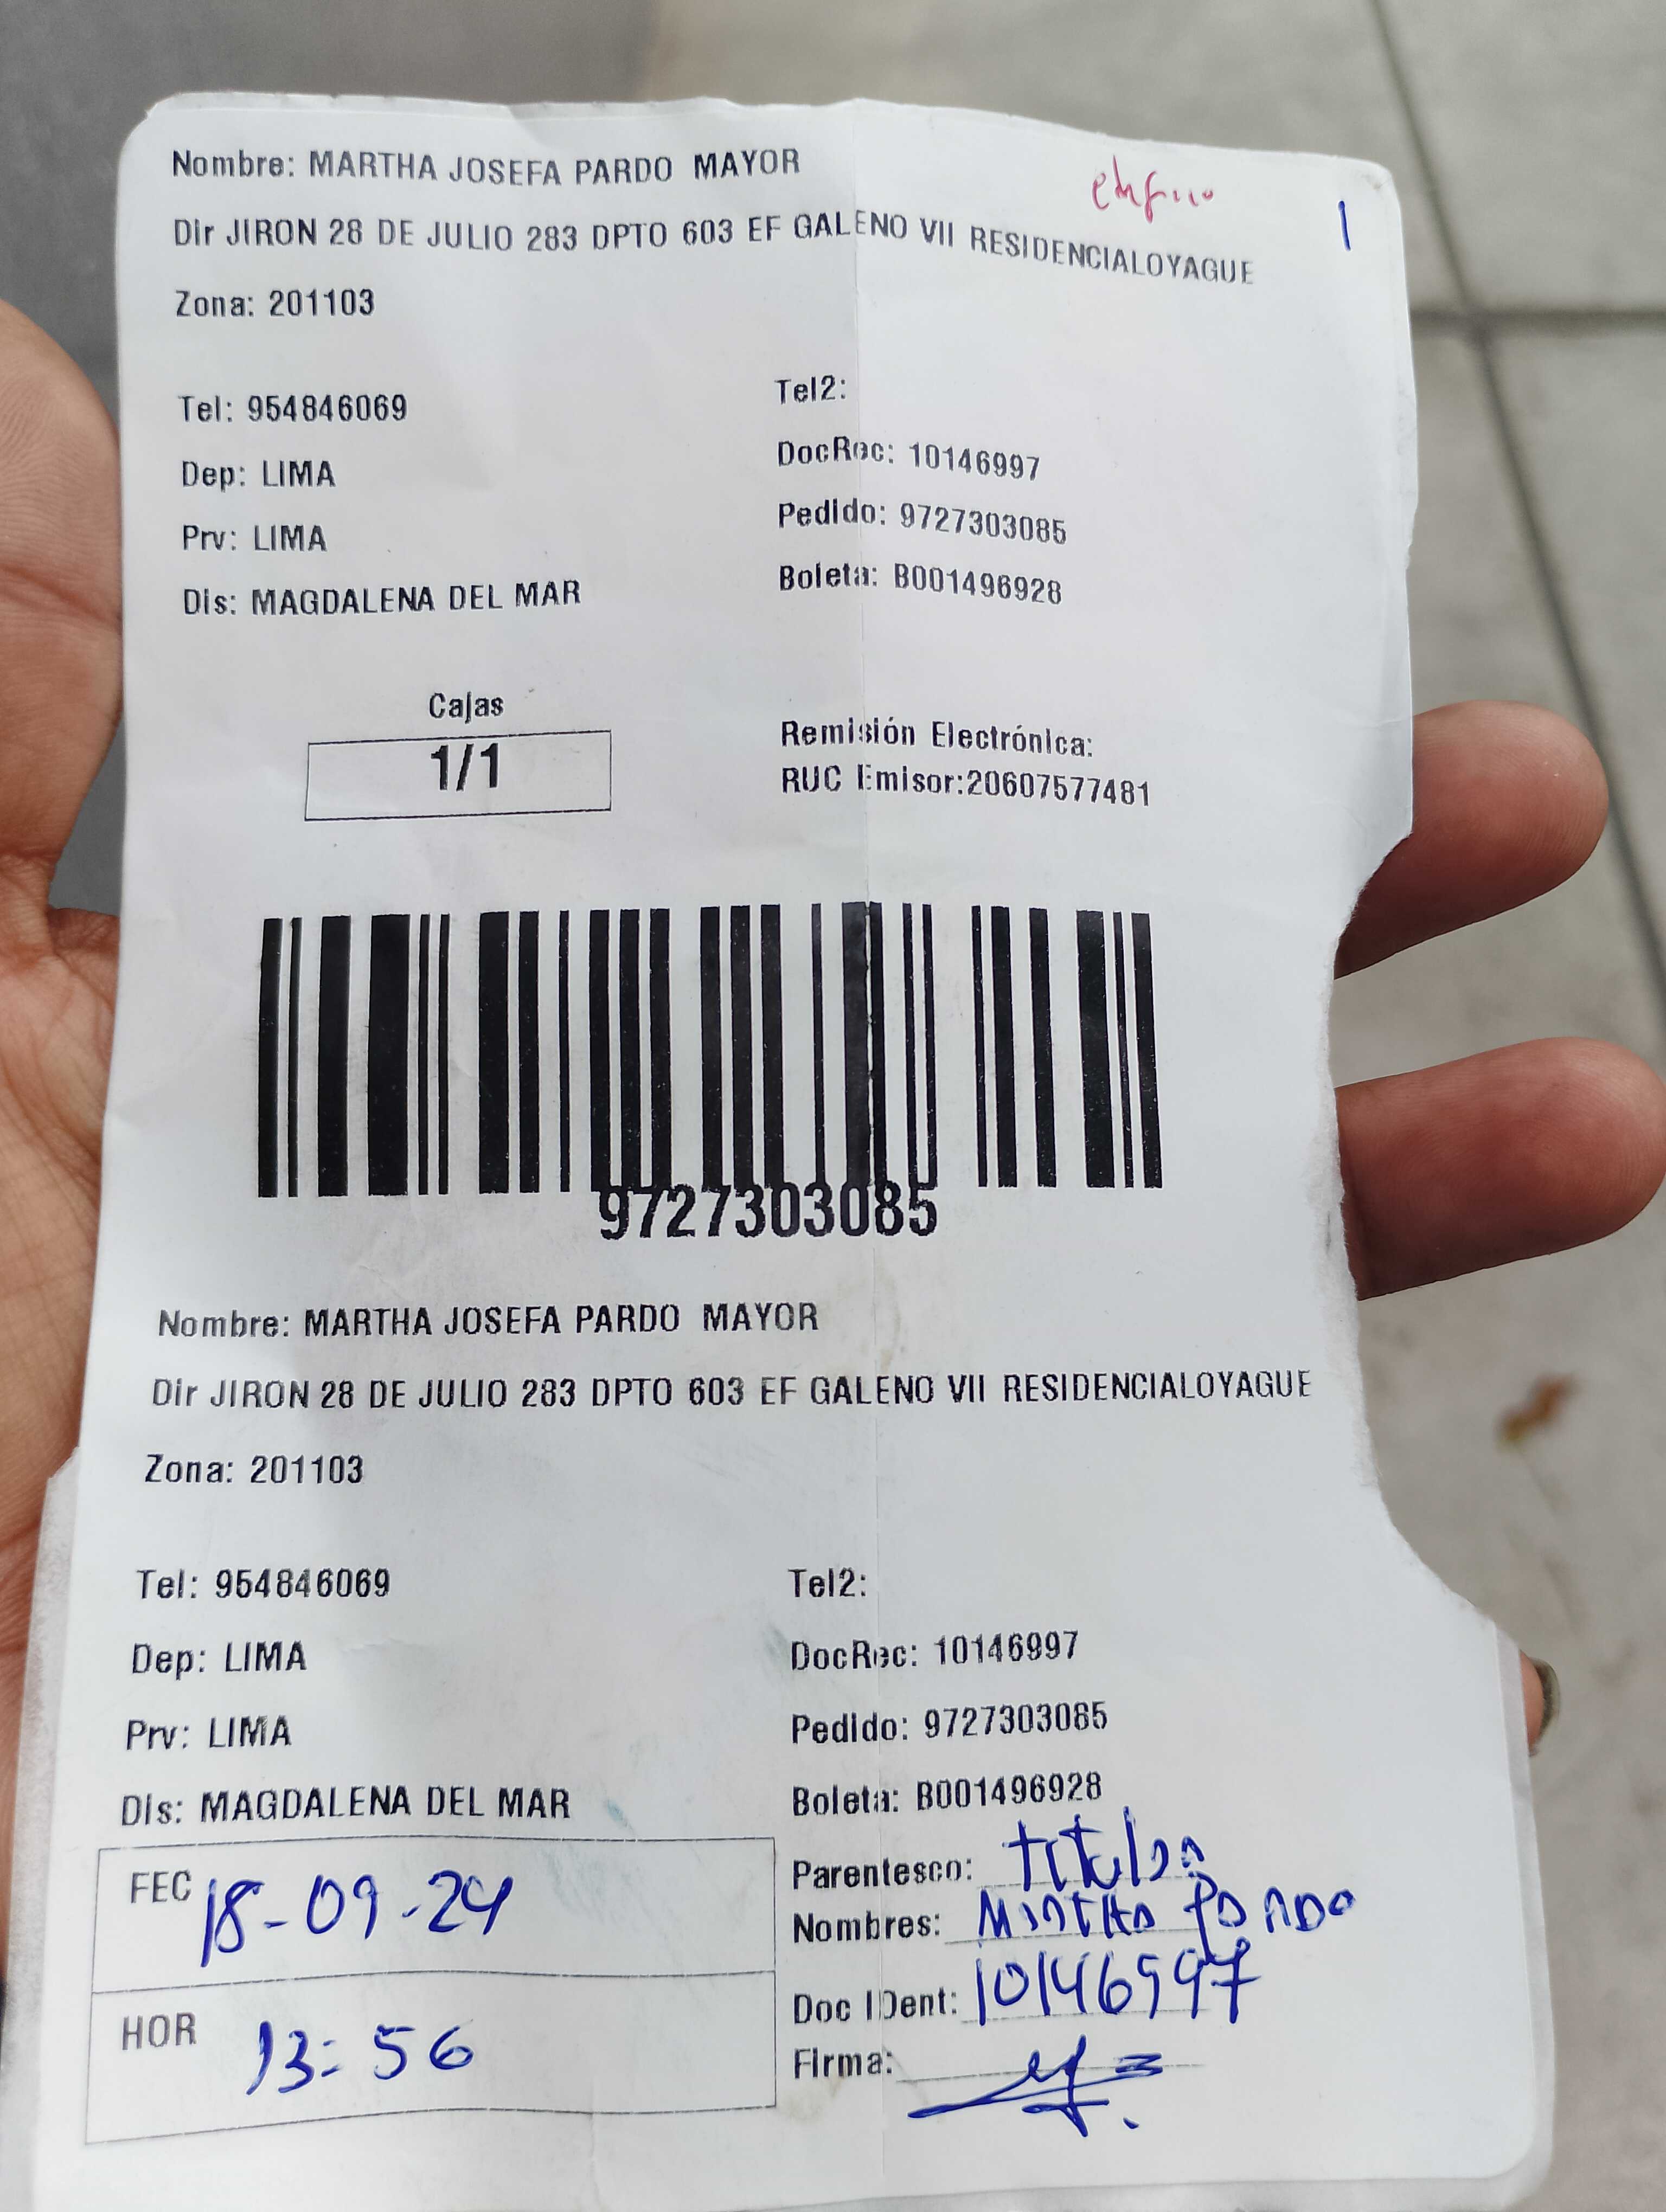 Nombre: MARTHA JOSEFA PARDO MAYOR
1
Dir JIRON 28 DE JULIO 283 DPTO 603 EF GALENO VII RESIDENCIALOYAGUE
Zona: 201103
Tel: 954846069
Tel2:
Dep: LIMA
DocRec: 10146997
Prv: LIMA
Pedido: 9727303085
Dis: MAGDALENA DEL MAR
Boleta: B001496928
Cajas
1/1
Remisión Electrónica:
RUC Emisor:20607577481
9727303085
Nombre: MARTHA JOSEFA PARDO MAYOR
Dir JIRON 28 DE JULIO 283 DPTO 603 EF GALENO VII RESIDENCIALOYAGUE
Zona: 201103
Tel: 954846069
Tel2:
Dep: LIMA
DocRec: 10146997
Prv: LIMA
Pedido: 9727303085
Dis: MAGDALENA DEL MAR
Boleta: B001496928
FEC 18-09-24
Parentesco: titular
Nombres: Martha PARDO
HOR 13:56
Doc IDent: 10146997
Firma: